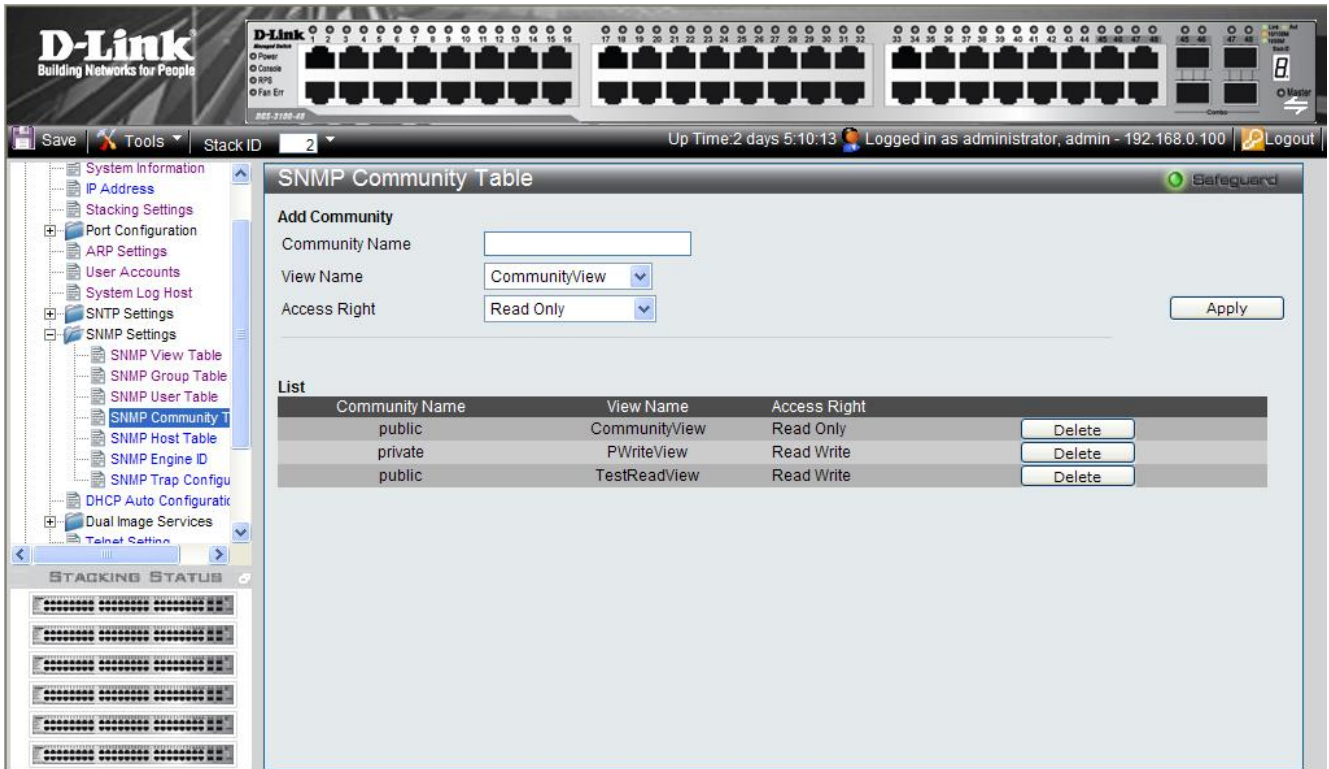 D-Link
Building Networks for People
D-Link
Managed Switch
Power
Console
RPS
Fan Err
1 2 3 4 5 6 7 8 9 10 11 12 13 14 15 16
17 18 19 20 21 22 23 24 25 26 27 28 29 30 31 32
33 34 35 36 37 38 39 40 41 42 43 44 45 46 47 48
45 46 47 48
DGS-3100-48
Combo
Master
Save Tools Stack ID 2 Up Time:2 days 5:10:13 Logged in as administrator, admin - 192.168.0.100 Logout
System Information
IP Address
Stacking Settings
Port Configuration
ARP Settings
User Accounts
System Log Host
SNTP Settings
SNMP Settings
SNMP View Table
SNMP Group Table
SNMP User Table
SNMP Community T
SNMP Host Table
SNMP Engine ID
SNMP Trap Configu
DHCP Auto Configuratic
Dual Image Services
Telnet Setting
STACKING STATUS
SNMP Community Table
Safeguard
Add Community
Community Name
View Name CommunityView
Access Right Read Only Apply
List
Community Name View Name Access Right
public CommunityView Read Only Delete
private PWriteView Read Write Delete
public TestReadView Read Write Delete